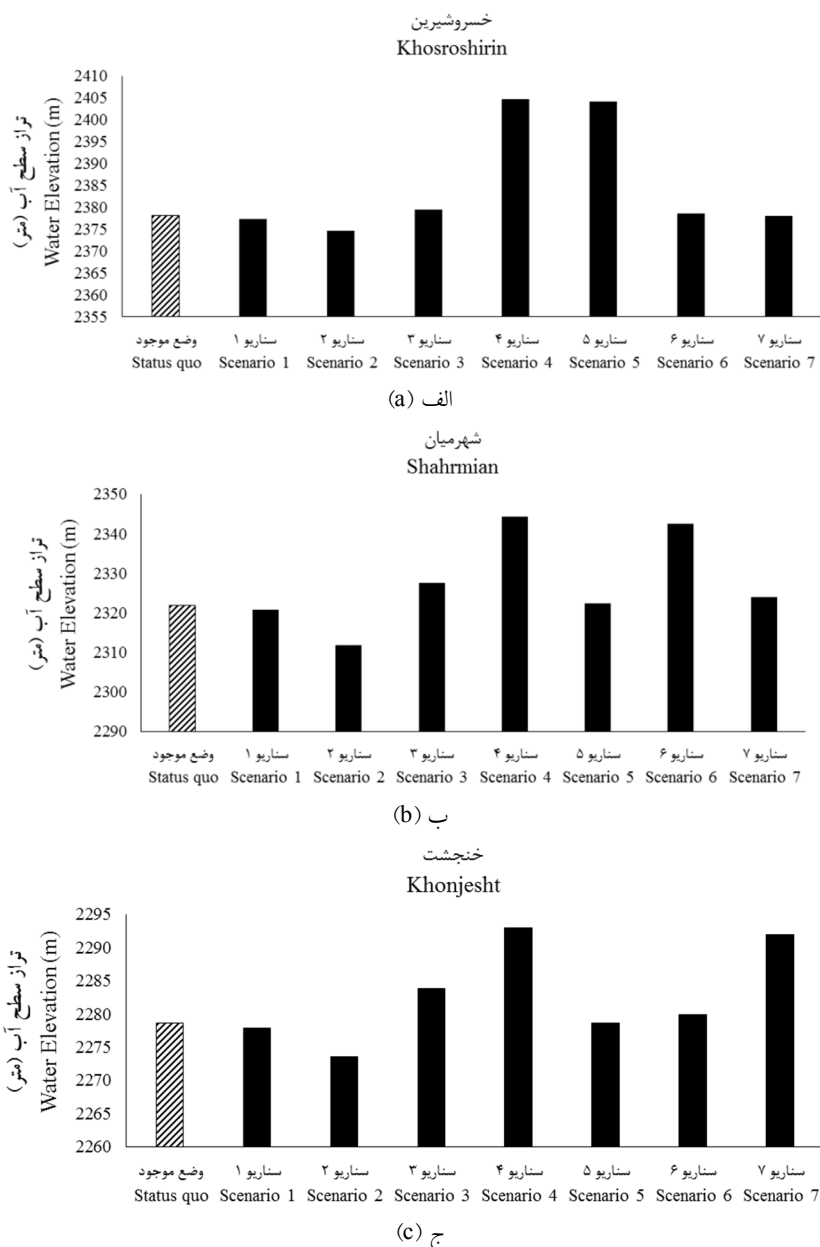 خسروشیرین
Khosroshirin
تراز سطح آب (متر)
Water Elevation (m)
2410
2405
2400
2395
2390
2385
2380
2375
2370
2365
2360
2355
وضع موجود سناریو ۱ سناریو ۲ سناریو ۳ سناریو ۴ سناریو ۵ سناریو ۶ سناریو ۷
Status quo Scenario 1 Scenario 2 Scenario 3 Scenario 4 Scenario 5 Scenario 6 Scenario 7
الف (a)
شهرمیان
Shahrmian
تراز سطح آب (متر)
Water Elevation (m)
2350
2340
2330
2320
2310
2300
2290
وضع موجود سناریو ۱ سناریو ۲ سناریو ۳ سناریو ۴ سناریو ۵ سناریو ۶ سناریو ۷
Status quo Scenario 1 Scenario 2 Scenario 3 Scenario 4 Scenario 5 Scenario 6 Scenario 7
ب (b)
خنجشت
Khonjesht
تراز سطح آب (متر)
Water Elevation (m)
2295
2290
2285
2280
2275
2270
2265
2260
وضع موجود سناریو ۱ سناریو ۲ سناریو ۳ سناریو ۴ سناریو ۵ سناریو ۶ سناریو ۷
Status quo Scenario 1 Scenario 2 Scenario 3 Scenario 4 Scenario 5 Scenario 6 Scenario 7
ج (c)